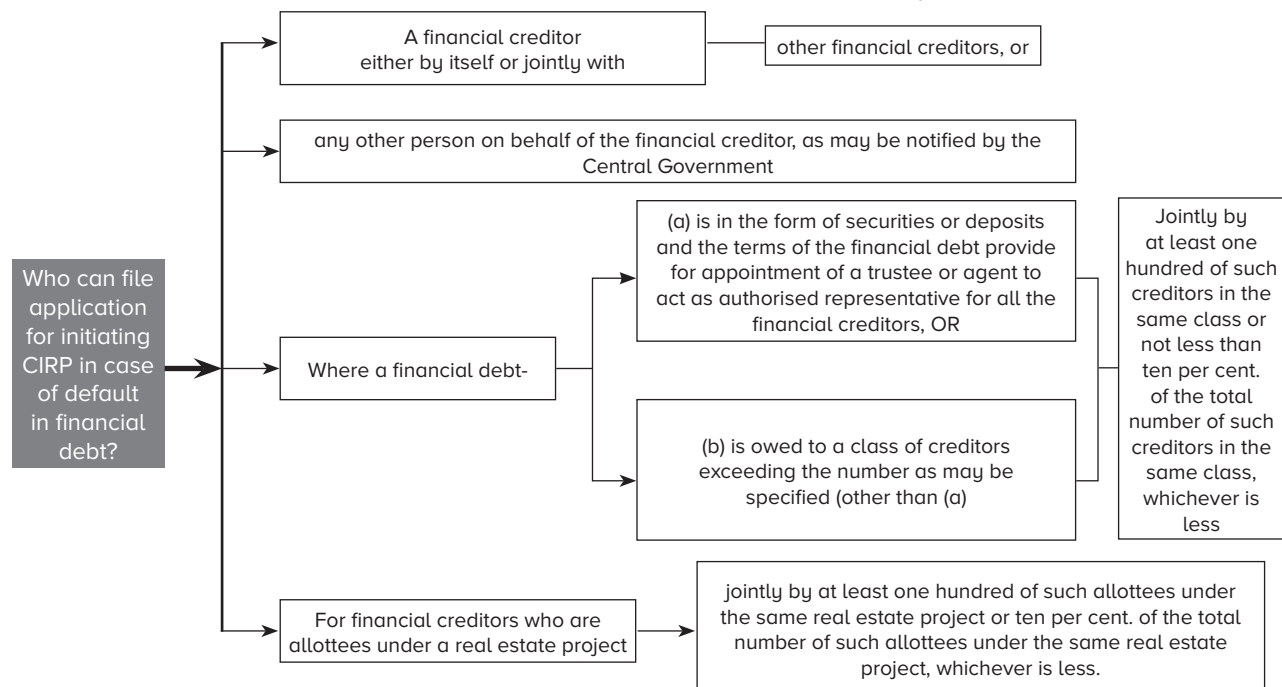 A financial creditor
either by itself or jointly with
other financial creditors, or
any other person on behalf of the financial creditor, as may be notified by the
Central Government
Who can file
application
for initiating
CIRP in case
of default
in financial
debt?
Where a financial debt-
(a) is in the form of securities or deposits
and the terms of the financial debt provide
for appointment of a trustee or agent to
act as authorised representative for all the
financial creditors, OR
(b) is owed to a class of creditors
exceeding the number as may be
specified (other than (a)
Jointly by
at least one
hundred of such
creditors in the
same class or
not less than
ten per cent.
of the total
number of such
creditors in the
same class,
whichever is
less
For financial creditors who are
allottees under a real estate project
jointly by at least one hundred of such allottees under
the same real estate project or ten per cent. of the total
number of such allottees under the same real estate
project, whichever is less.